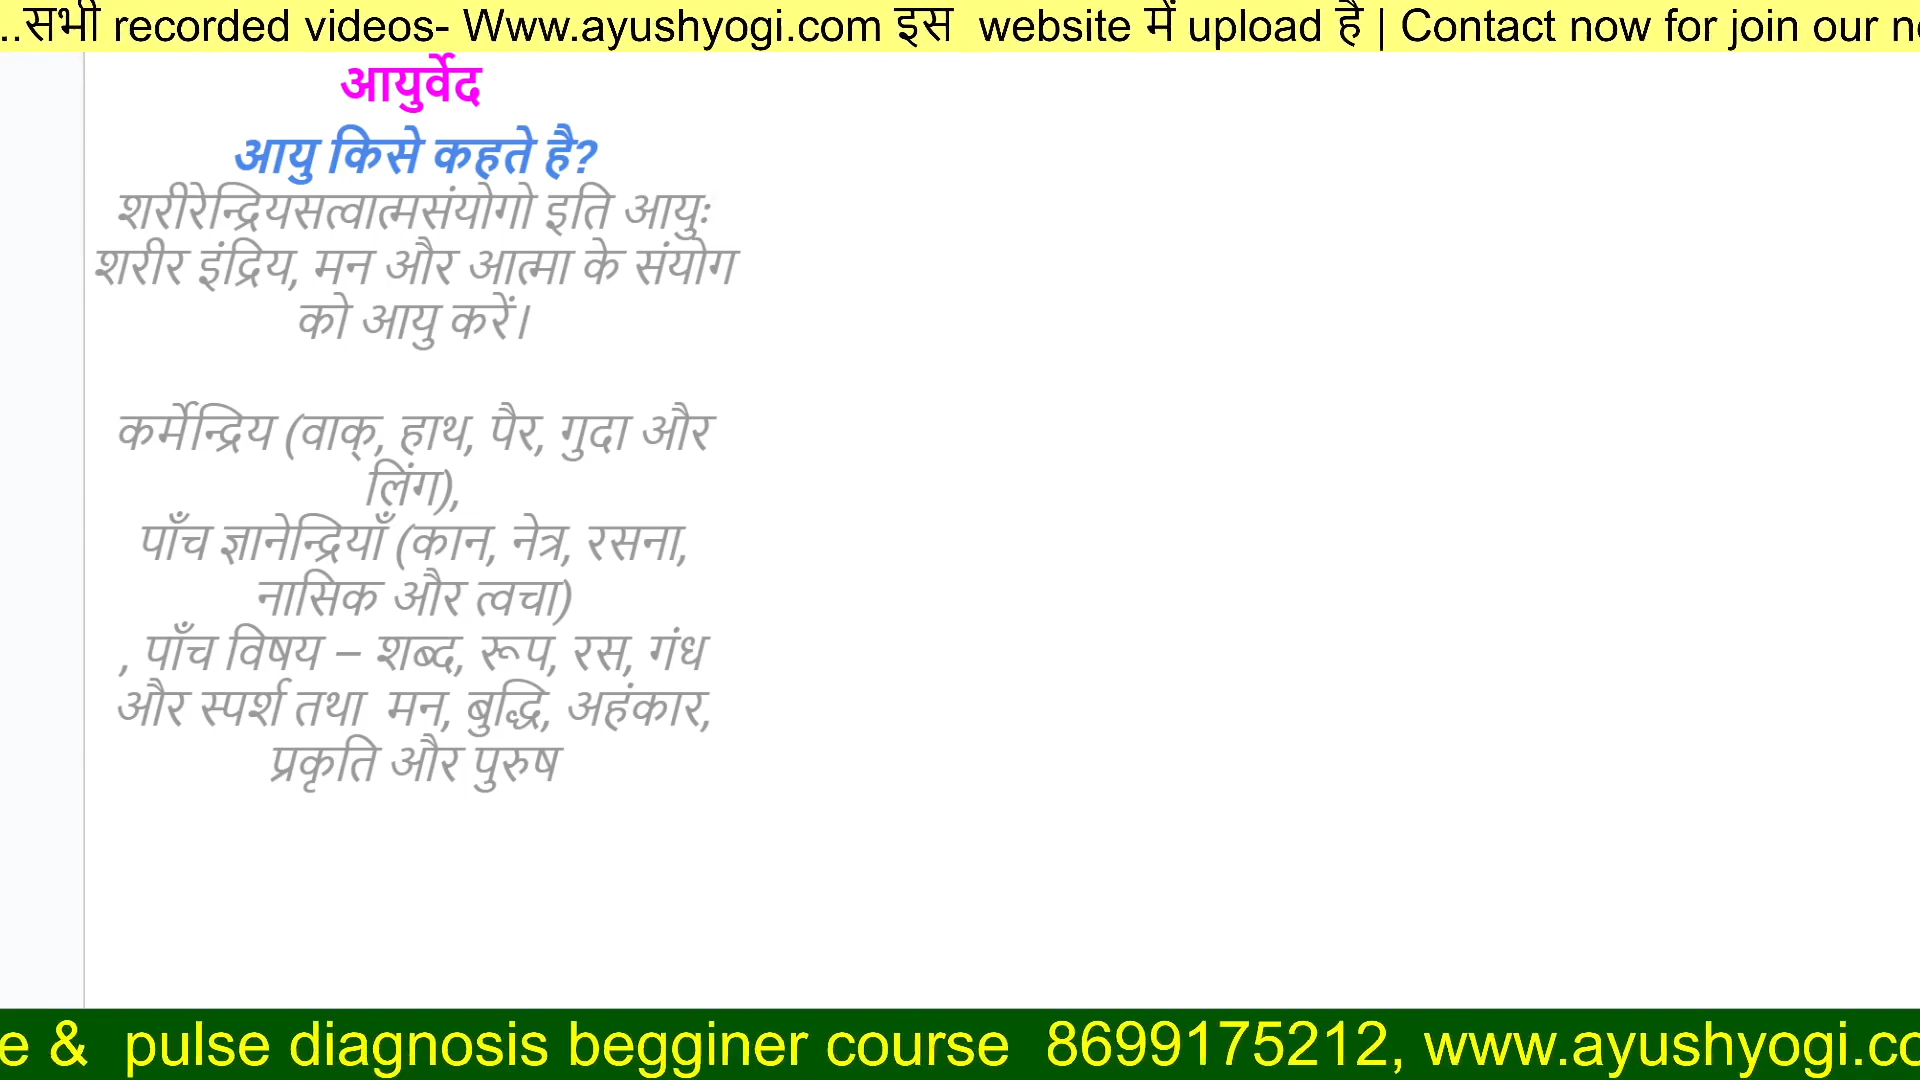 ..सभी recorded videos- Www.ayushyogi.com इस website में upload है | Contact now for join our
आयुर्वेद
आयु किसे कहते है?
शरीरेन्द्रियसत्वात्मसंयोगो इति आयुः
शरीर इंद्रिय, मन और आत्मा के संयोग
को आयु करें।
कर्मेन्द्रिय (वाक्, हाथ, पैर, गुदा और
लिंग),
पाँच ज्ञानेन्द्रियाँ (कान, नेत्र, रसना,
नासिक और त्वचा)
, पाँच विषय – शब्द, रूप, रस, गंध
और स्पर्श तथा मन, बुद्धि, अहंकार,
प्रकृति और पुरुष
e & pulse diagnosis begginer course 8699175212, www.ayushyogi.co